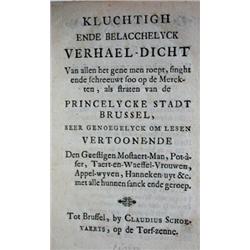 KLUCHTIGH
ENDE BELACCHELYCK
VERHAEL-DICHT
Van allen het gene men roept, singht
ende schreeuwt soo op de Merck-
ten, als straten van de
PRINCELYCKE STADT
BRUSSEL,
SEER GENOEGELYCK OM LESEN
VERTOONENDE
Den Geestigen Mostaert-Man, Pot-á-
ser, Taert-en Waeffel-Vrouwen,
Appel-wyven, Hanneken-uyt &c.
met alle hunnen sanck ende geroep.
Tot Brussel, by CLAUDIUS SCHOE-
VAERTS, op de Torf-zenne.